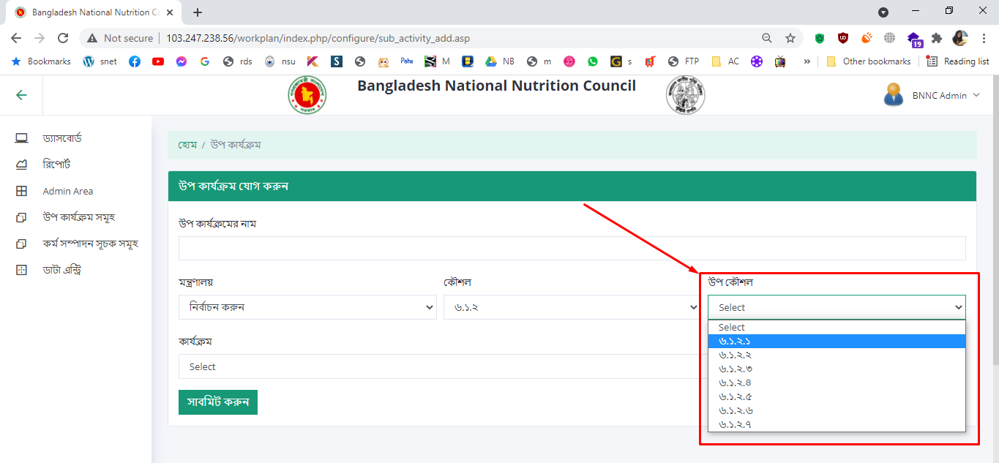 Bangladesh National Nutrition Co
Not secure
103.247.238.56/workplan/index.php/configure/sub_activity_add.asp
19
Bookmarks
snet
rds
nsu
M
NB
m
s
FTP
AC
»
Other bookmarks
Reading list
Bangladesh National Nutrition Council
BNNC Admin
ড্যাসবোর্ড
রিপোর্ট
Admin Area
উপ কার্যক্রম সমূহ
কর্ম সম্পাদন সূচক সমূহ
ডাটা এন্ট্রি
হোম / উপ কার্যক্রম
উপ কার্যক্রম যোগ করুন
উপ কার্যক্রমের নাম
মন্ত্রণালয়
কৌশল
উপ কৌশল
নির্বাচন করুন
৬.১.২
Select
Select
৬.১.২.১
৬.১.২.২
৬.১.২.৩
৬.১.২.৪
৬.১.২.৫
৬.১.২.৬
৬.১.২.৭
কার্যক্রম
Select
সাবমিট করুন